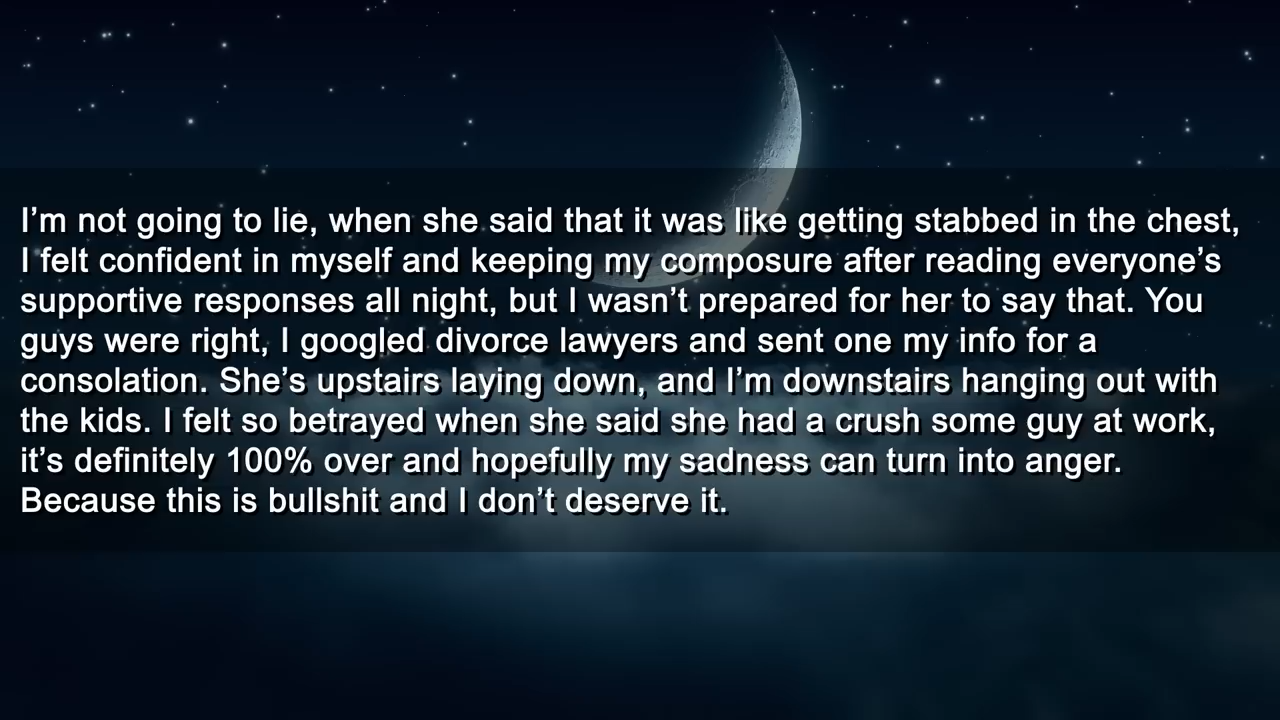 I’m not going to lie, when she said that it was like getting stabbed in the chest,
I felt confident in myself and keeping my composure after reading everyone’s
supportive responses all night, but I wasn’t prepared for her to say that. You
guys were right, I googled divorce lawyers and sent one my info for a
consolation. She’s upstairs laying down, and I’m downstairs hanging out with
the kids. I felt so betrayed when she said she had a crush some guy at work,
it’s definitely 100% over and hopefully my sadness can turn into anger.
Because this is bullshit and I don’t deserve it.